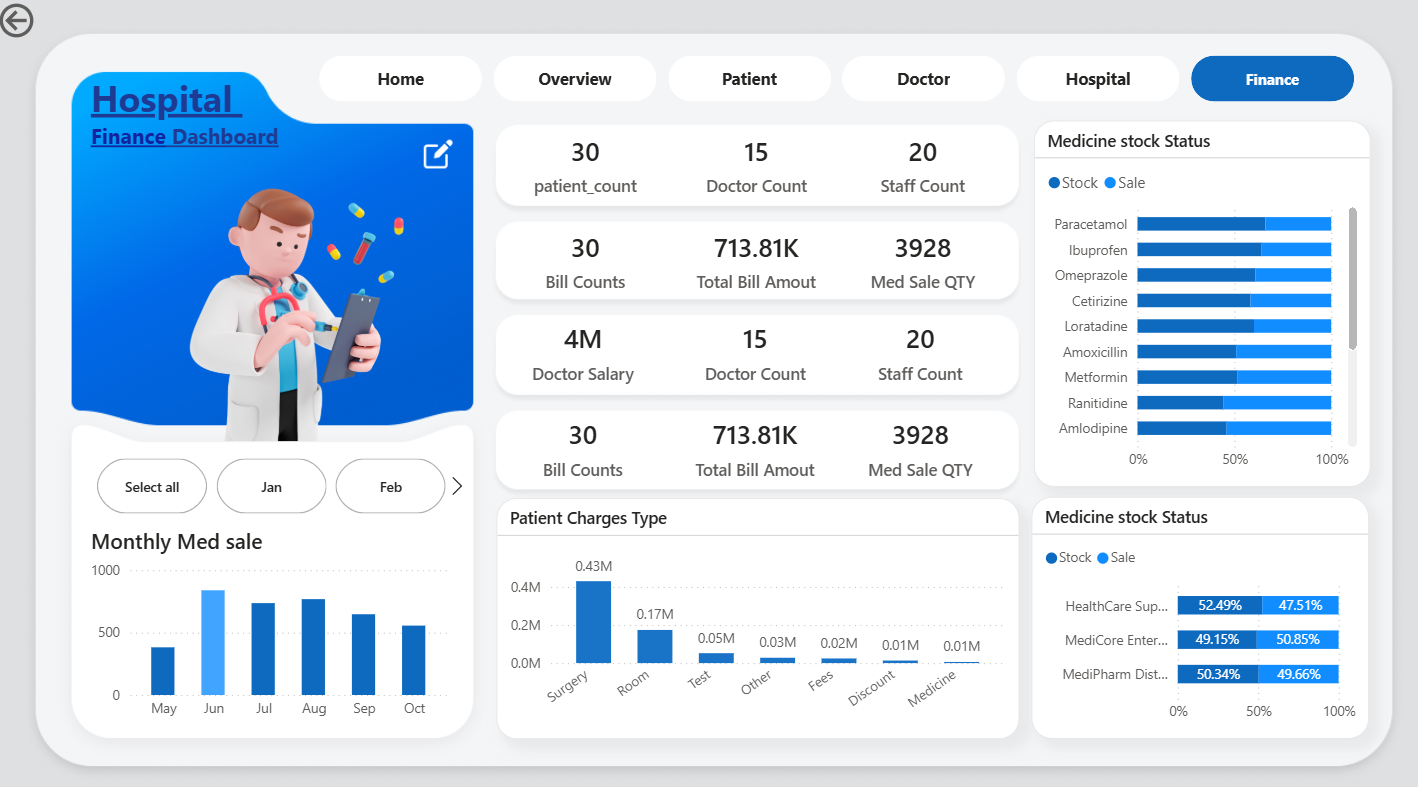 Home
Overview
Patient
Doctor
Hospital
Finance
Hospital
Finance Dashboard
30
patient_count
15
Doctor Count
20
Staff Count
30
Bill Counts
713.81K
Total Bill Amout
3928
Med Sale QTY
4M
Doctor Salary
15
Doctor Count
20
Staff Count
30
Bill Counts
713.81K
Total Bill Amout
3928
Med Sale QTY
Medicine stock Status
Stock Sale
Paracetamol
Ibuprofen
Omeprazole
Cetirizine
Loratadine
Amoxicillin
Metformin
Ranitidine
Amlodipine
0% 50% 100%
Select all
Jan
Feb
Monthly Med sale
1000
500
0
May Jun Jul Aug Sep Oct
Patient Charges Type
0.4M
0.2M
0.0M
0.43M
0.17M
0.05M
0.03M
0.02M
0.01M
0.01M
Surgery
Room
Test
Other
Fees
Discount
Medicine
Medicine stock Status
Stock Sale
HealthCare Sup... 52.49% 47.51%
MediCore Enter... 49.15% 50.85%
MediPharm Dist... 50.34% 49.66%
0% 50% 100%